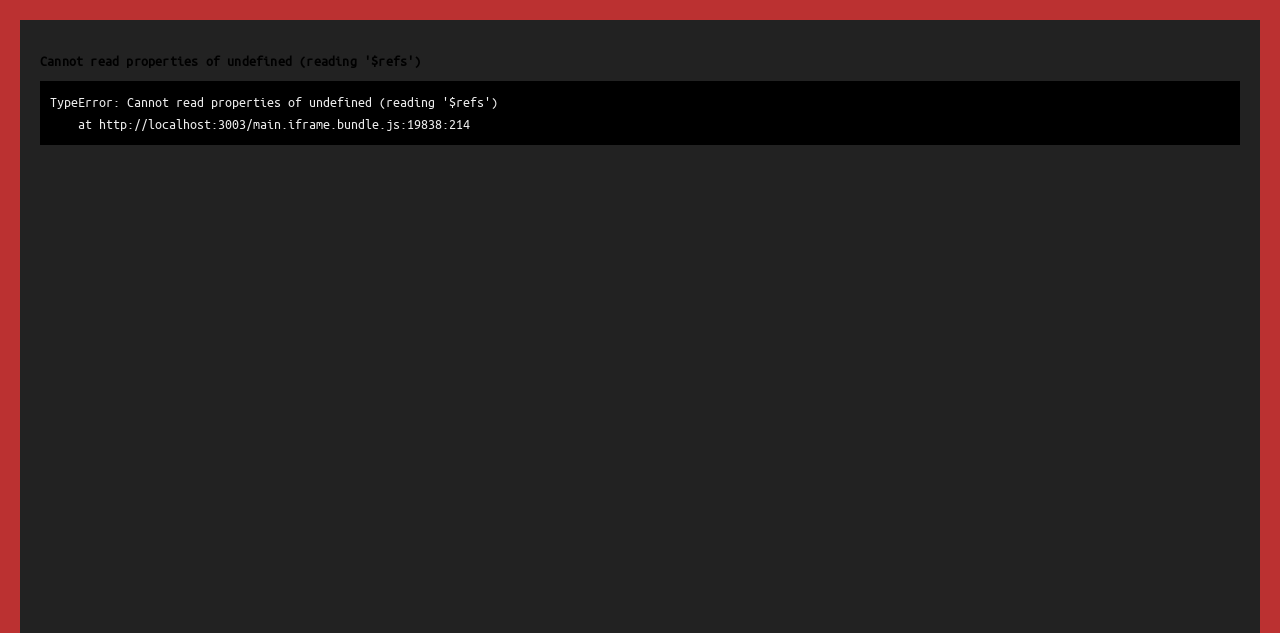 Cannot read properties of undefined (reading '$refs')
TypeError: Cannot read properties of undefined (reading '$refs')
    at http://localhost:3003/main.iframe.bundle.js:19838:214